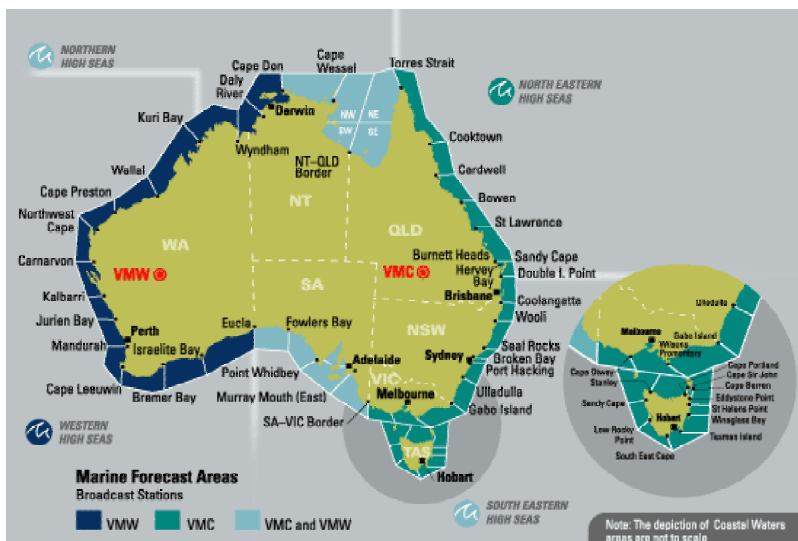 NORTHERN
HIGH SEAS
Cape Don
Cape
Wessel
Torres Strait
Daly
River
NORTH EASTERN
HIGH SEAS
Kuri Bay
Darwin
NW
NE
SW
SE
Cooktown
Wyndham
NT-QLD
Border
Wallal
Cardwell
Cape Preston
Bowen
Northwest
Cape
NT
St Lawrence
WA
QLD
Carnarvon
VMW
Burnett Heads
Sandy Cape
VMC
Hervey
Bay
Double I. Point
SA
Brisbane
Kalbarri
Coolangatta
Jurien Bay
Eucla
Fowlers Bay
NSW
Wooli
Perth
Mandurah
Israelite Bay
Adelaide
Sydney
Seal Rocks
Broken Bay
Port Hacking
Cape Leeuwin
Bremer Bay
Point Whidbey
VIC
Ulladulla
Murray Mouth (East)
Melbourne
Gabo Island
SA-VIC Border
WESTERN
HIGH SEAS
TAS
Hobart
Ulladulla
Melbourne
Gabo Island
Wilsons
Promontory
Cape Otway
Stanley
Cape Portland
Cape Sir John
Cape Barren
Sandy Cape
Eddystone Point
St Helens Point
Hobart
Wineglass Bay
Low Rocky
Point
Tasman Island
South East Cape
Marine Forecast Areas
Broadcast Stations
VMW
VMC
VMC and VMW
SOUTH EASTERN
HIGH SEAS
Note: The depiction of Coastal Waters
areas are not to scale